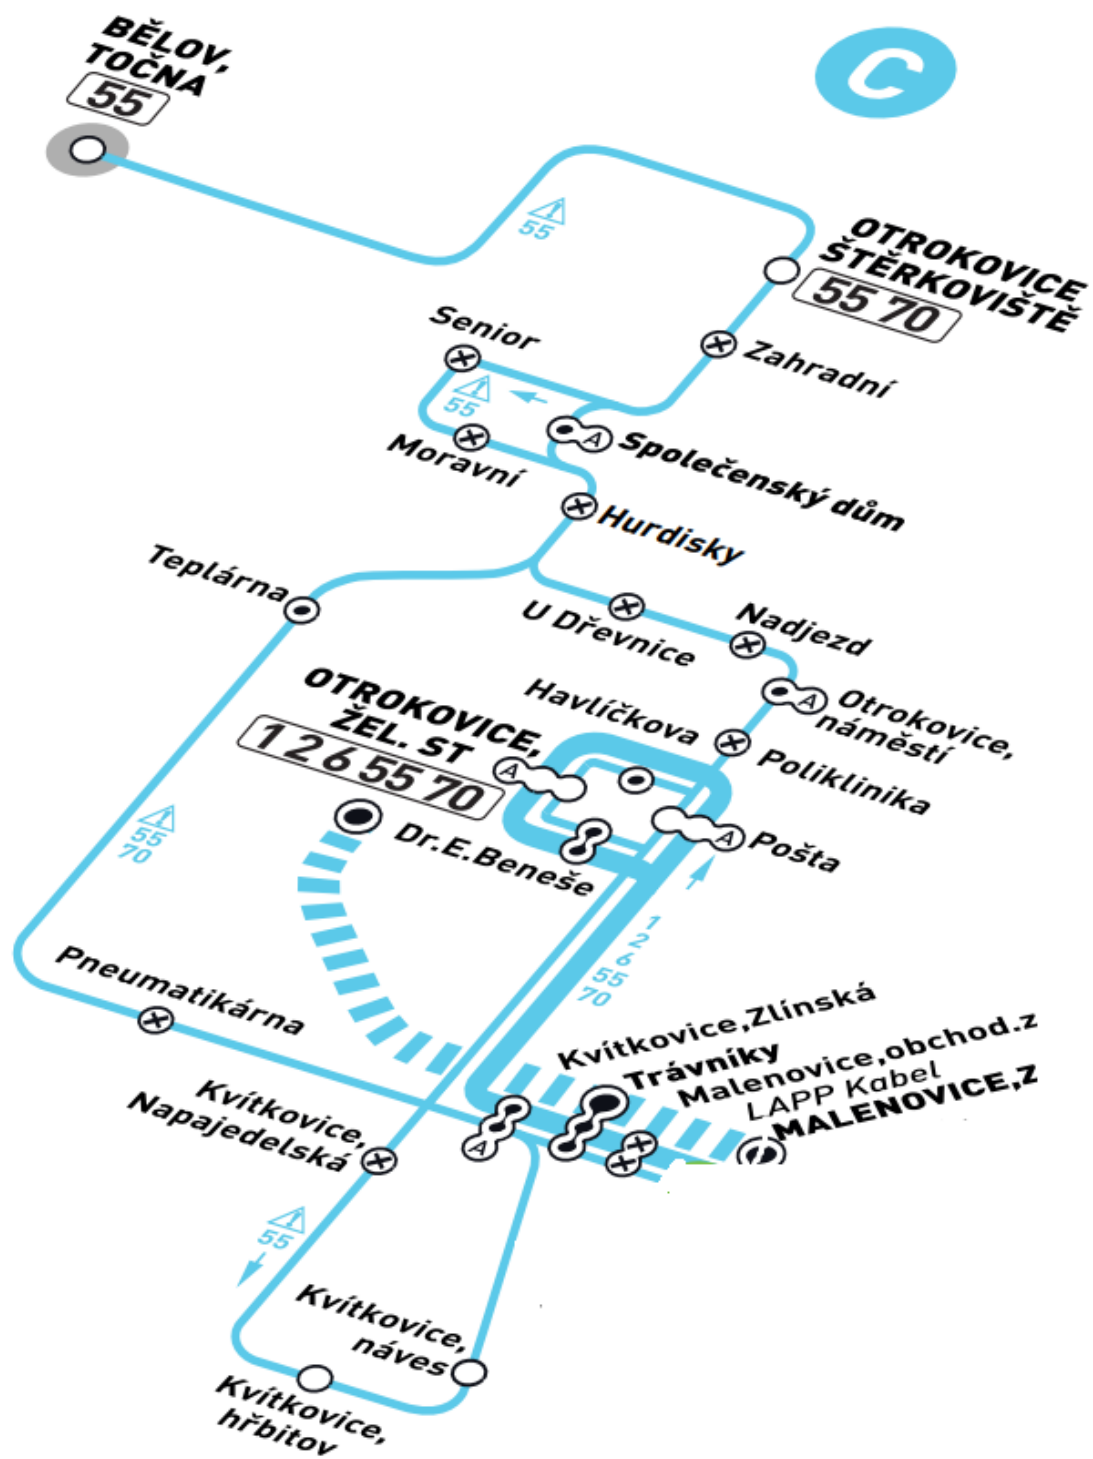 BĚLOV,
TOČNA
55
C
55
OTROKOVICE
ŠTĚRKOVIŠTĚ
55 70
Senior
Zahradní
55
Moravní
A
Společenský dům
Hurdisky
Teplárna
U Dřevnice
Nadjezd
A
Otrokovice,
náměstí
Havlíčkova
Poliklinika
OTROKOVICE,
ŽEL. ST
1 2 6 55 70
A
Dr.E.Beneše
A
Pošta
55
70
1
2
6
55
70
Pneumatikárna
Kvítkovice,Zlínská
Trávníky
Malenovice,obchod.z
LAPP Kabel
MALENOVICE,Z
Kvítkovice,
Napajedelská
A
55
Kvítkovice,
náves
Kvítkovice,
hřbitov